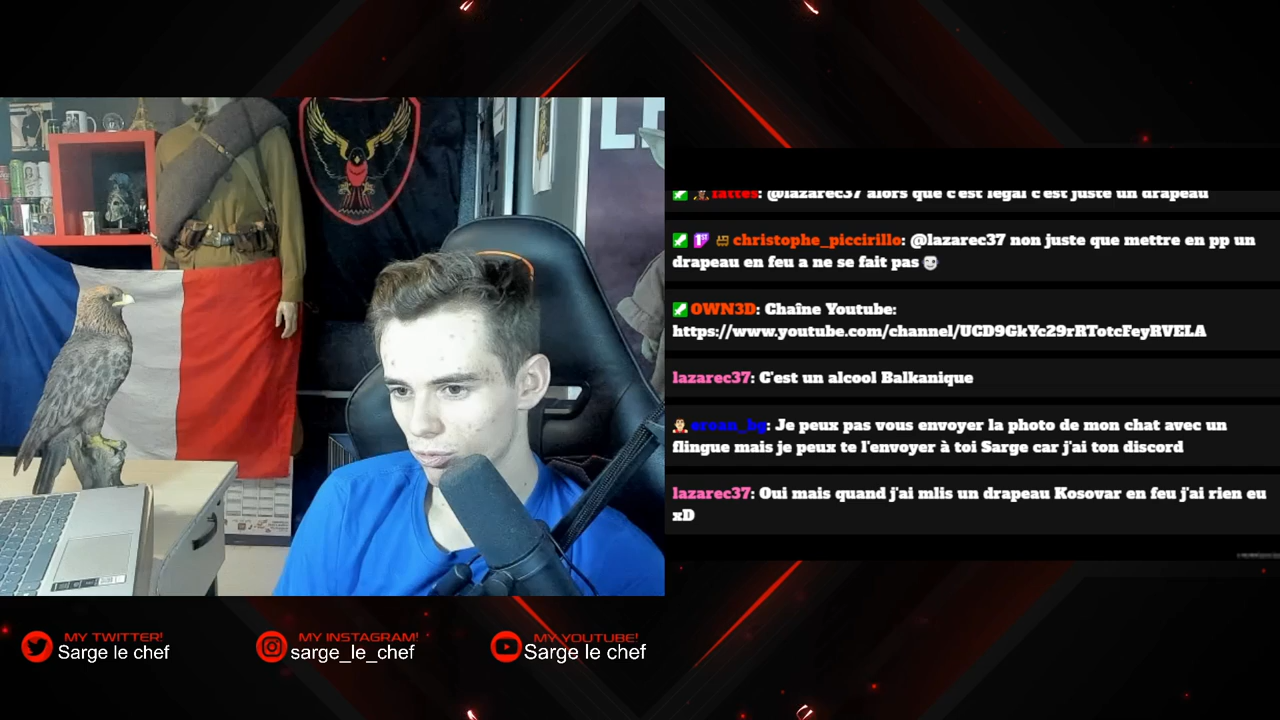 LE
fattes: @lazarec37 alors que c'est légal c'est juste un drapeau
1ST christophe_piccirillo: @lazarec37 non juste que mettre en pp un
drapeau en feu a ne se fait pas
OWN3D: Chaîne Youtube:
https://www.youtube.com/channel/UCD9GkYc29rRTotcFeyRVELA
lazarec37: C'est un alcool Balkanique
eroan_bg: Je peux pas vous envoyer la photo de mon chat avec un
flingue mais je peux te l'envoyer à toi Sarge car j'ai ton discord
lazarec37: Oui mais quand j'ai mlis un drapeau Kosovar en feu j'ai rien eu
xD
MY TWITTER!
Sarge le chef
MY INSTAGRAM!
sarge_le_chef
MY YOUTUBE!
Sarge le chef